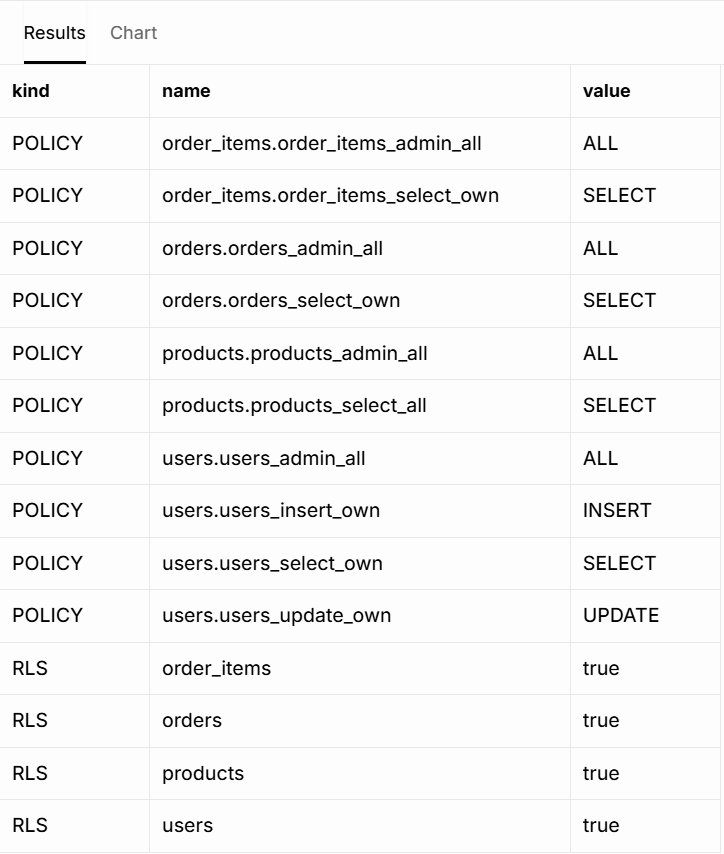 Results Chart
kind name value
POLICY order_items.order_items_admin_all ALL
POLICY order_items.order_items_select_own SELECT
POLICY orders.orders_admin_all ALL
POLICY orders.orders_select_own SELECT
POLICY products.products_admin_all ALL
POLICY products.products_select_all SELECT
POLICY users.users_admin_all ALL
POLICY users.users_insert_own INSERT
POLICY users.users_select_own SELECT
POLICY users.users_update_own UPDATE
RLS order_items true
RLS orders true
RLS products true
RLS users true